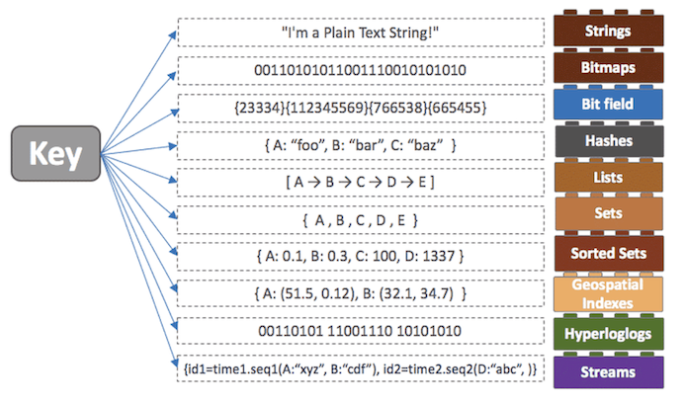 "I'm a Plain Text String!"
Strings
00110101011001110010101010
Bitmaps
{23334}{112345569}{766538}{665455}
Bit field
Key
{ A: “foo”, B: “bar”, C: “baz” }
Hashes
[ A → B → C → D → E ]
Lists
{ A , B , C , D , E }
Sets
{ A: 0.1, B: 0.3, C: 100, D: 1337 }
Sorted Sets
{ A: (51.5, 0.12), B: (32.1, 34.7) }
Geospatial
Indexes
00110101 11001110 10101010
Hyperloglogs
{id1=time1.seq1(A:“xyz”, B:“cdf”), id2=time2.seq2(D:“abc”, )}
Streams